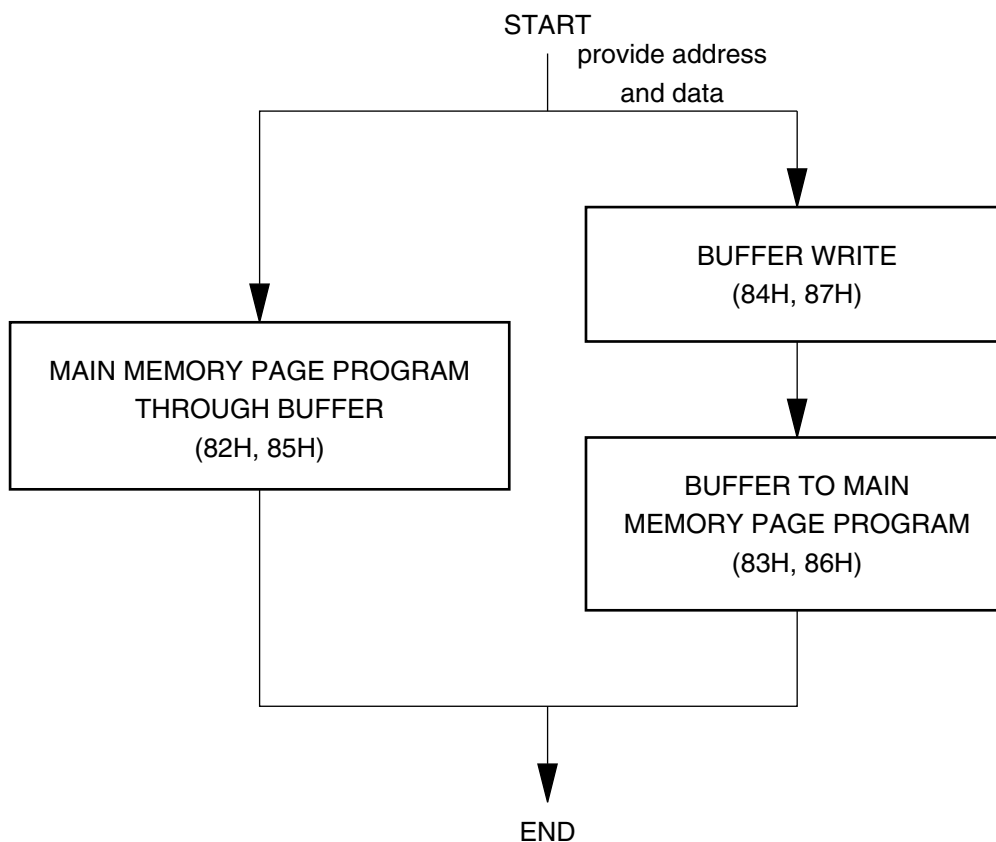 START
provide address
and data
BUFFER WRITE
(84H, 87H)
MAIN MEMORY PAGE PROGRAM
THROUGH BUFFER
(82H, 85H)
BUFFER TO MAIN
MEMORY PAGE PROGRAM
(83H, 86H)
END